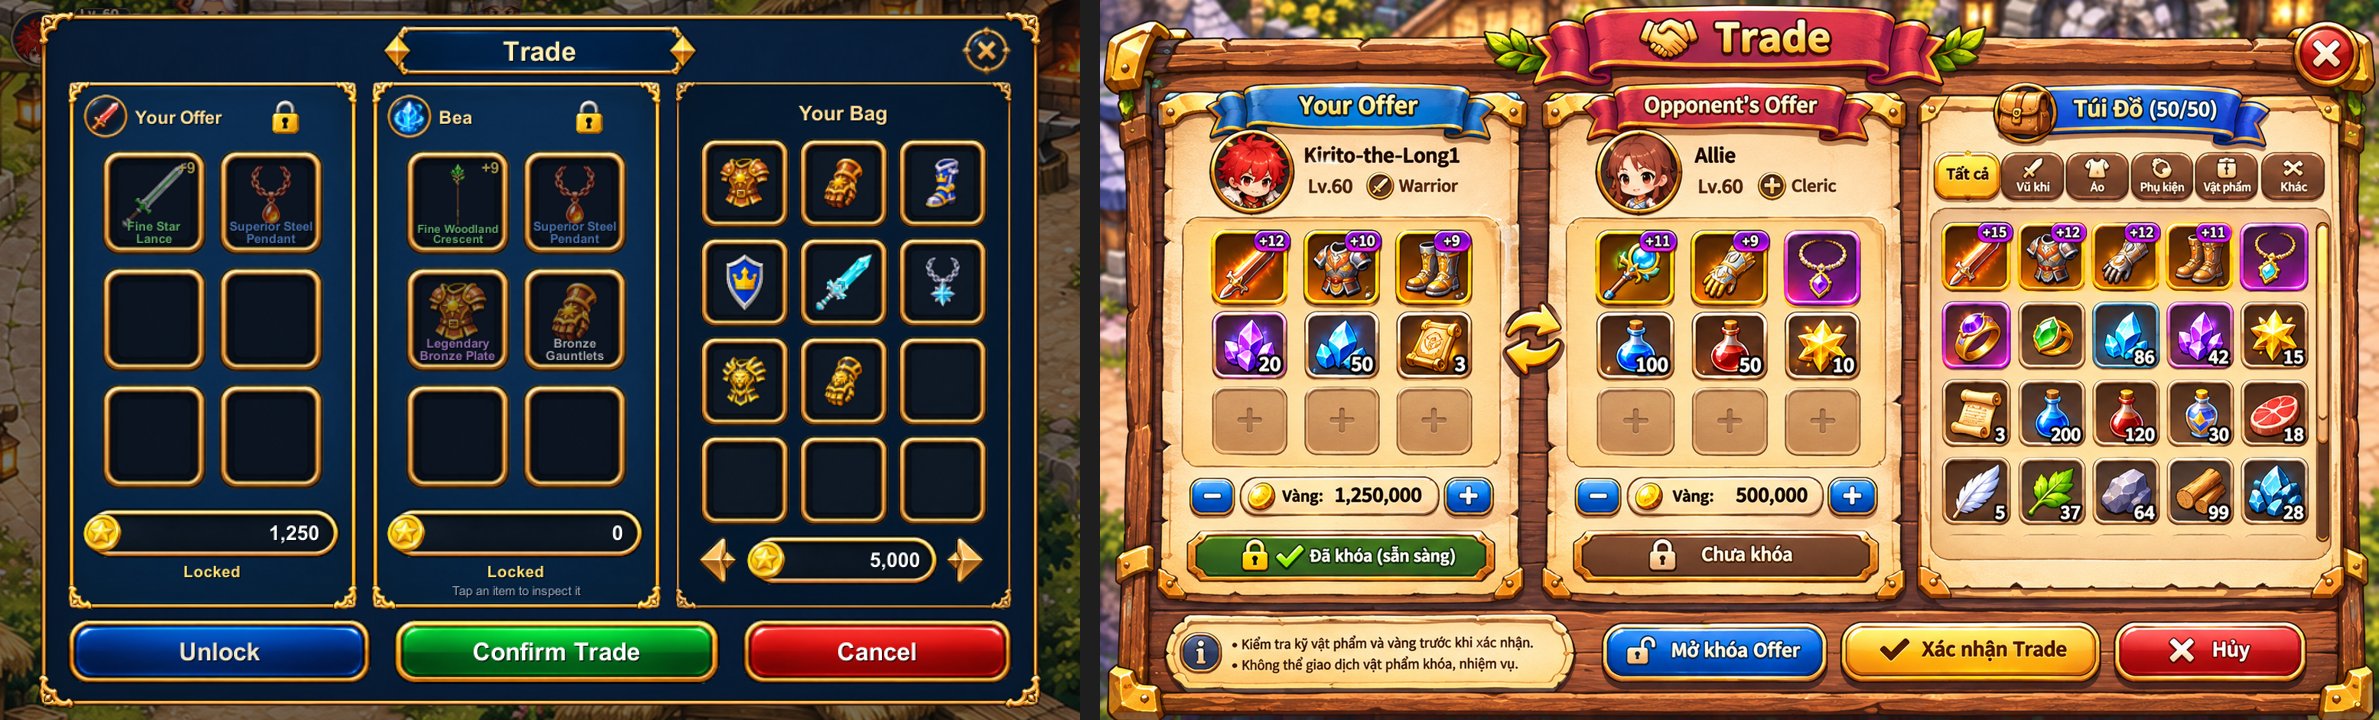 Lv.60
Trade
Your Offer
+9
Fine Star
Lance
Superior Steel
Pendant
1,250
Locked
Bea
+9
Fine Woodland
Crescent
Superior Steel
Pendant
Legendary
Bronze Plate
Bronze
Gauntlets
0
Locked
Tap an item to inspect it
Your Bag
5,000
Unlock
Confirm Trade
Cancel
Trade
Your Offer
Kirito-the-Long1
Lv.60 Warrior
+12 +10 +9
20 50 3
Vàng: 1,250,000
Đã khóa (sẵn sàng)
Opponent's Offer
Allie
Lv.60 Cleric
+11 +9
100 50 10
Vàng: 500,000
Chưa khóa
Túi Đồ (50/50)
Tất cả Vũ khí Áo Phụ kiện Vật phẩm Khác
+15 +12 +12 +11
86 42 15
3 200 120 30 18
5 37 64 99 28
• Kiểm tra kỹ vật phẩm và vàng trước khi xác nhận.
• Không thể giao dịch vật phẩm khóa, nhiệm vụ.
Mở khóa Offer
Xác nhận Trade
Hủy